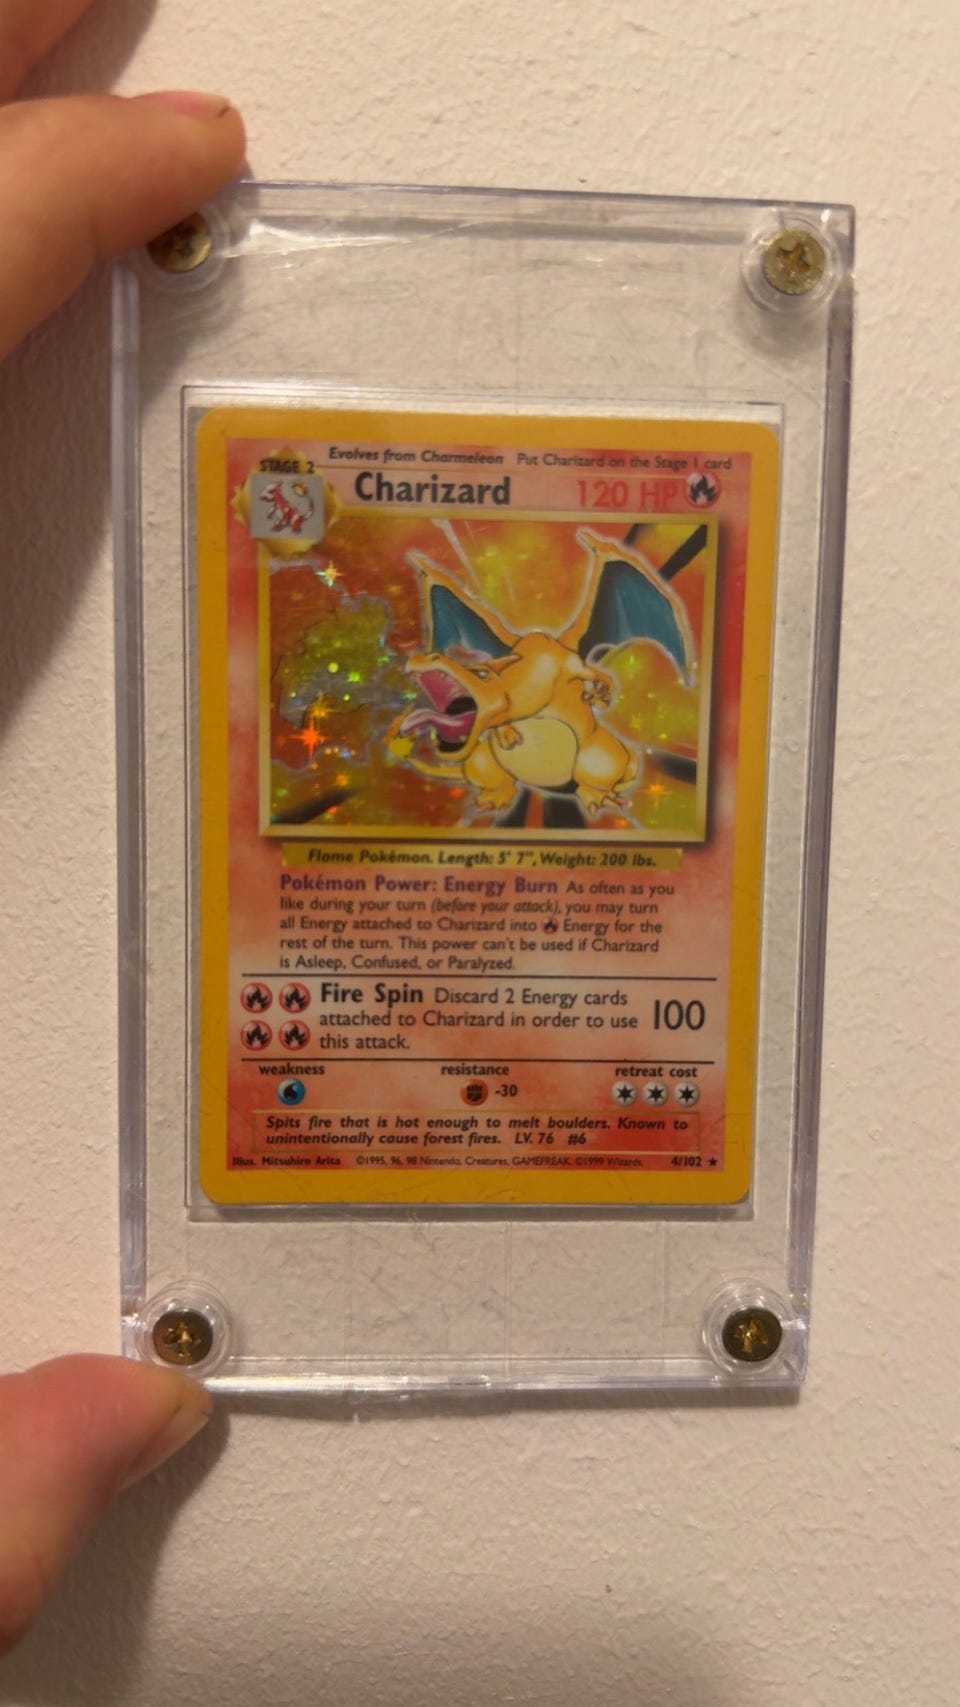 Evolves from Charmeleon Put Charizard on the Stage 1 card
STAGE 2
Charizard 120 HP
Flame Pokémon. Length: 5' 7", Weight: 200 lbs.
Pokémon Power: Energy Burn As often as you
like during your turn (before your attack), you may turn
all Energy attached to Charizard into Energy for the
rest of the turn. This power can't be used if Charizard
is Asleep, Confused, or Paralyzed.
Fire Spin Discard 2 Energy cards
attached to Charizard in order to use 100
this attack.
weakness resistance retreat cost
-30
Spits fire that is hot enough to melt boulders. Known to
unintentionally cause forest fires. LV. 76 #6
Illus. Mitsuhiro Arita ©1995, 96, 98 Nintendo, Creatures, GAMEFREAK. ©1999 Wizards. 4/102 ★